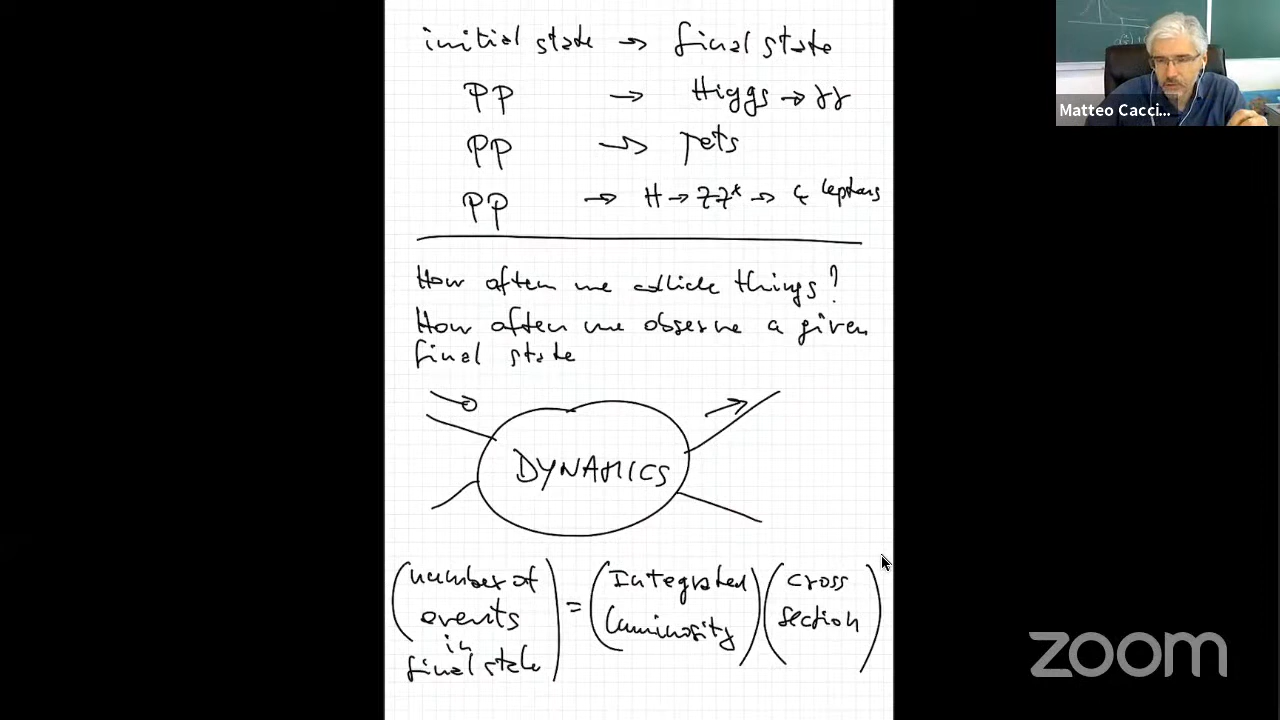 initial state → final state
PP → Higgs → γγ
PP → jets
PP → H → ZZ* → 4 leptons
How often we collide things?
How often we observe a given
final state
DYNAMICS
(number of events in final state) = (Integrated Luminosity) (cross section)
Matteo Cacci...
zoom